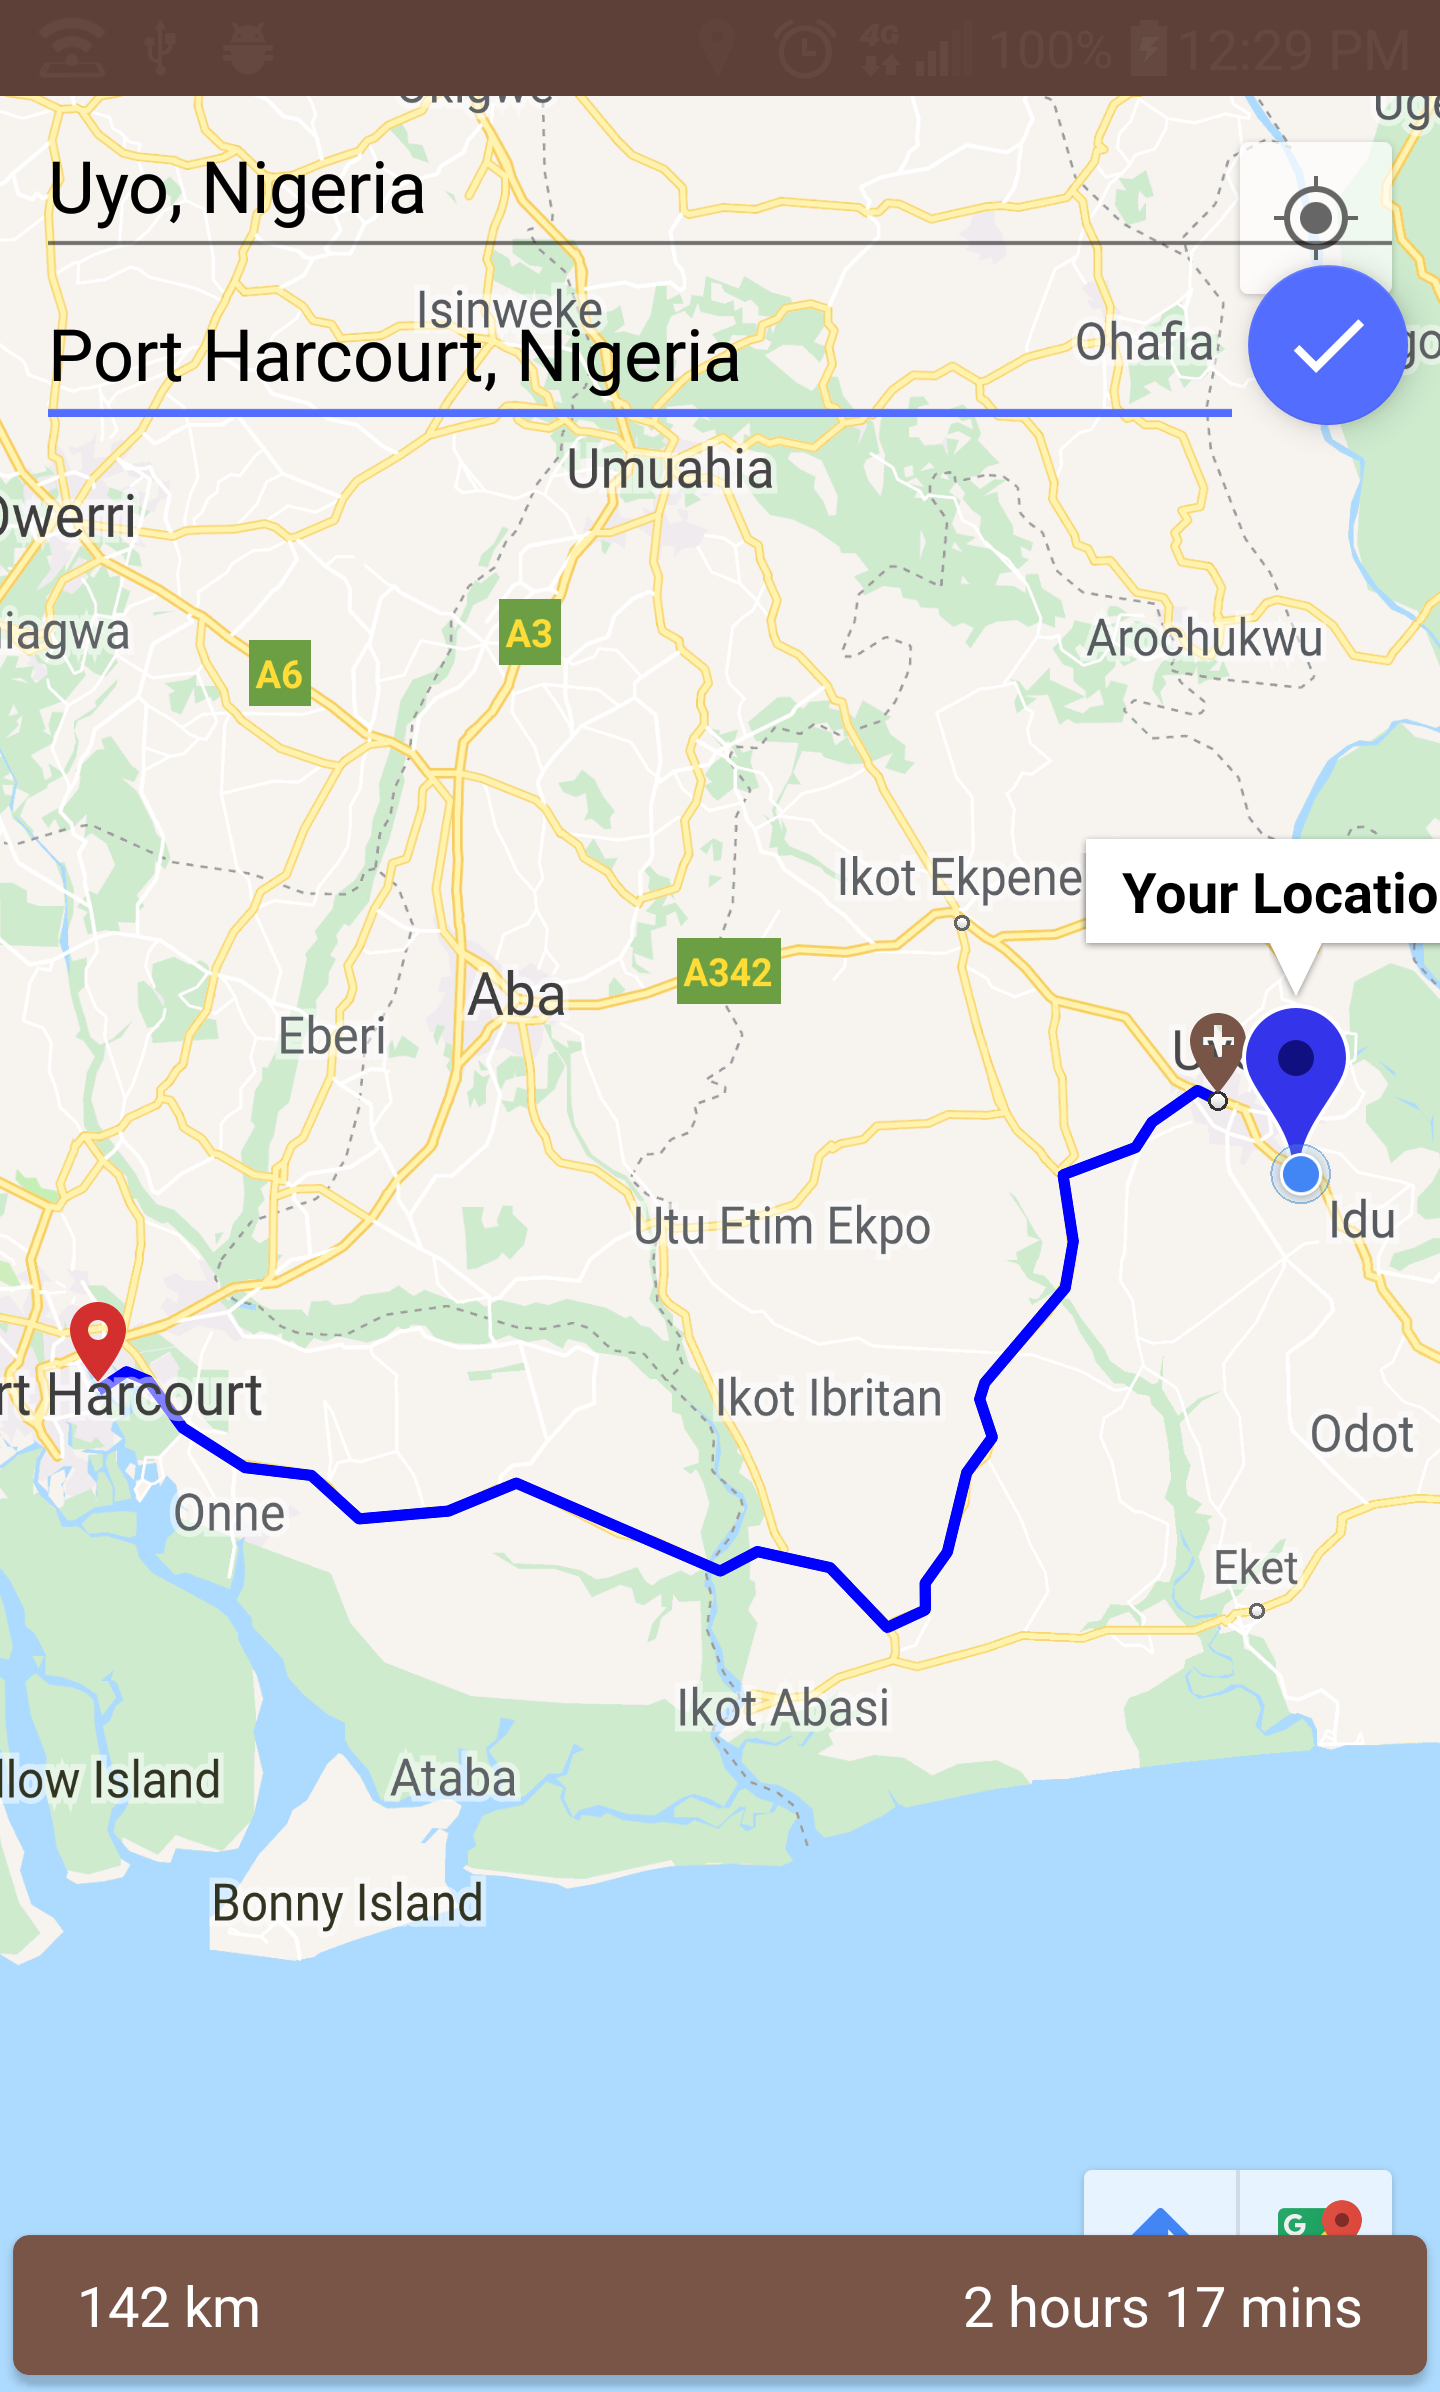 4G
100%
12:29 PM
Uyo, Nigeria
Isinweke
Port Harcourt, Nigeria
Ohafia
Umuahia
Owerri
A3
A6
Arochukwu
Ikot Ekpene
Your Locatio
A342
Aba
Eberi
Idu
Utu Etim Ekpo
rt Harcourt
Ikot Ibritan
Odot
Onne
Eket
Ikot Abasi
llow Island
Ataba
Bonny Island
G
142 km
2 hours 17 mins